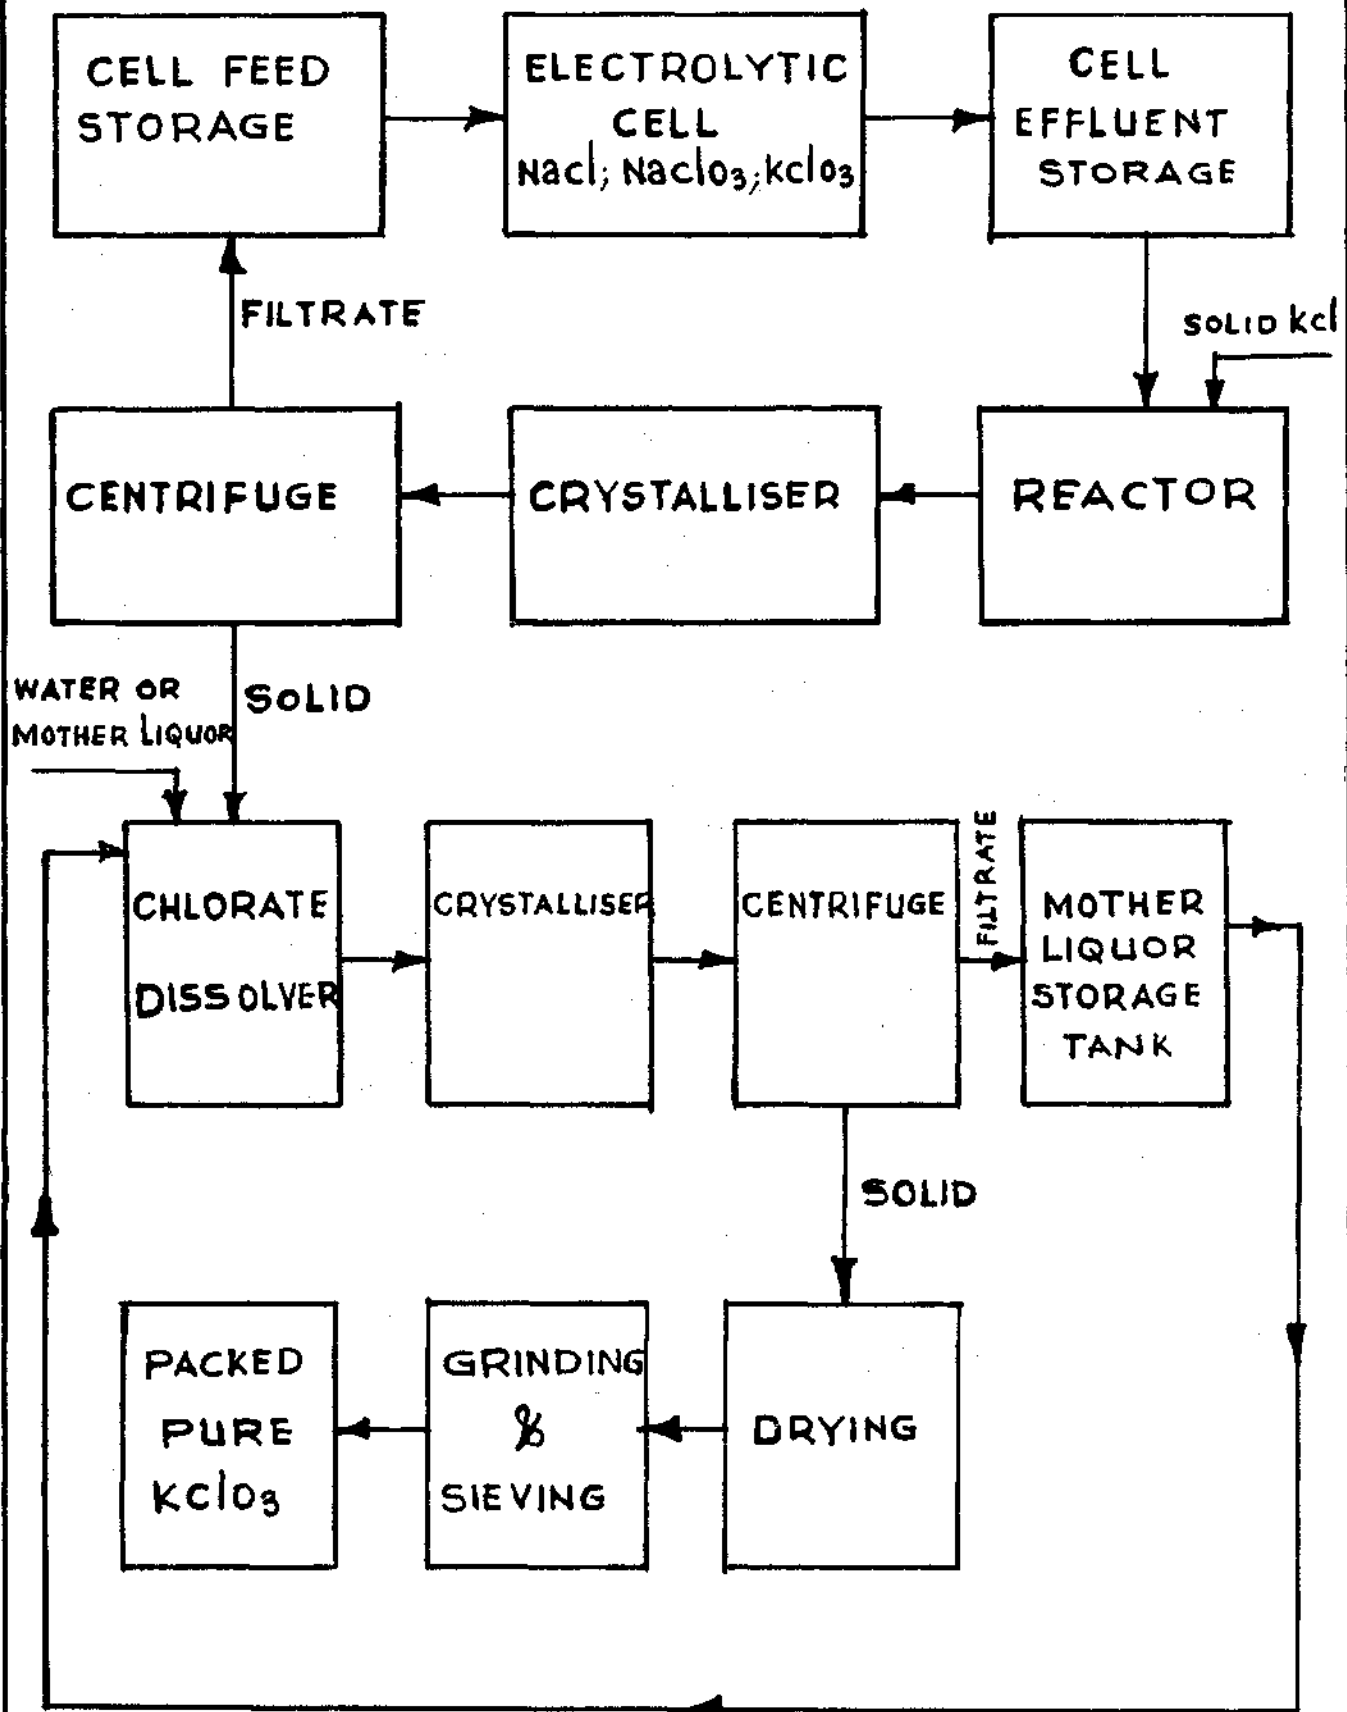 CELL FEED
STORAGE
ELECTROLYTIC
CELL
Nacl; NaclO₃; kclO₃
CELL
EFFLUENT
STORAGE
FILTRATE
SOLID kcl
CENTRIFUGE
CRYSTALLISER
REACTOR
WATER OR
MOTHER LIQUOR
SOLID
CHLORATE
DISSOLVER
CRYSTALLISER
CENTRIFUGE
FILTRATE
MOTHER
LIQUOR
STORAGE
TANK
SOLID
PACKED
PURE
KClO₃
GRINDING
&
SIEVING
DRYING